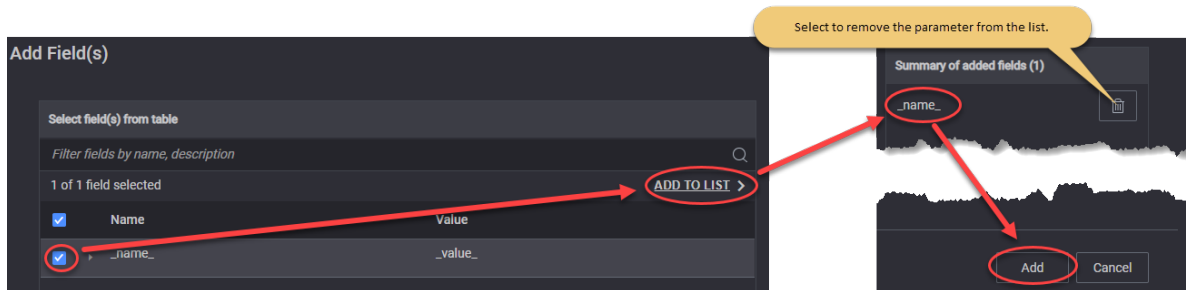 Add Field(s)
Select field(s) from table
Filter fields by name, description
1 of 1 field selected
ADD TO LIST >
Name Value
_name_ _value_
Select to remove the parameter from the list.
Summary of added fields (1)
_name_
Add Cancel